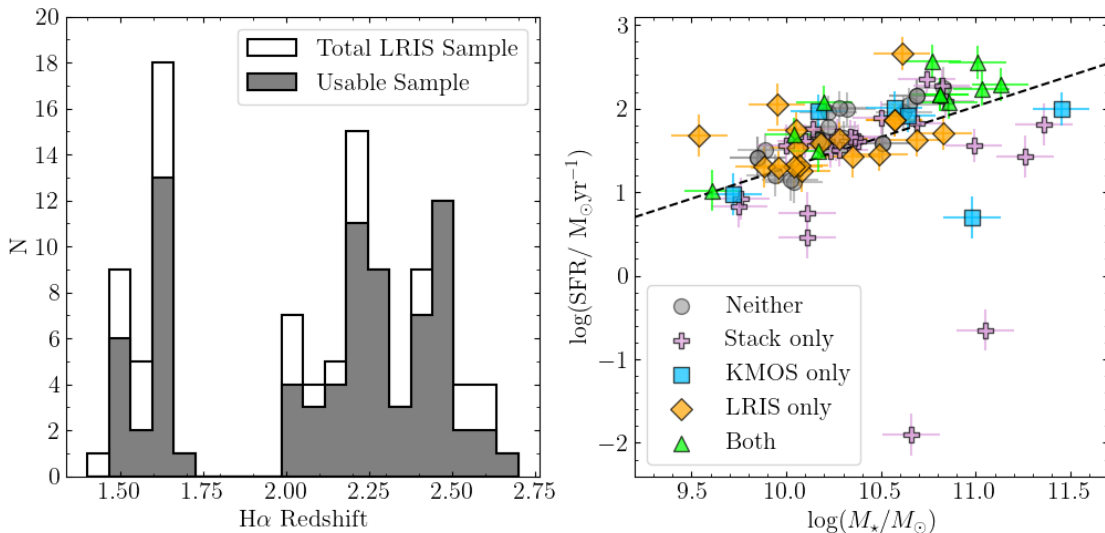 20
18
16
14
12
10
8
6
4
2
0
N
Total LRIS Sample
Usable Sample
1.50
1.75
2.00
2.25
2.50
2.75
Hα Redshift
3
2
1
0
−1
−2
log(SFR/ M⊙yr⁻¹)
Neither
Stack only
KMOS only
LRIS only
Both
9.5
10.0
10.5
11.0
11.5
log(M⋆/M⊙)